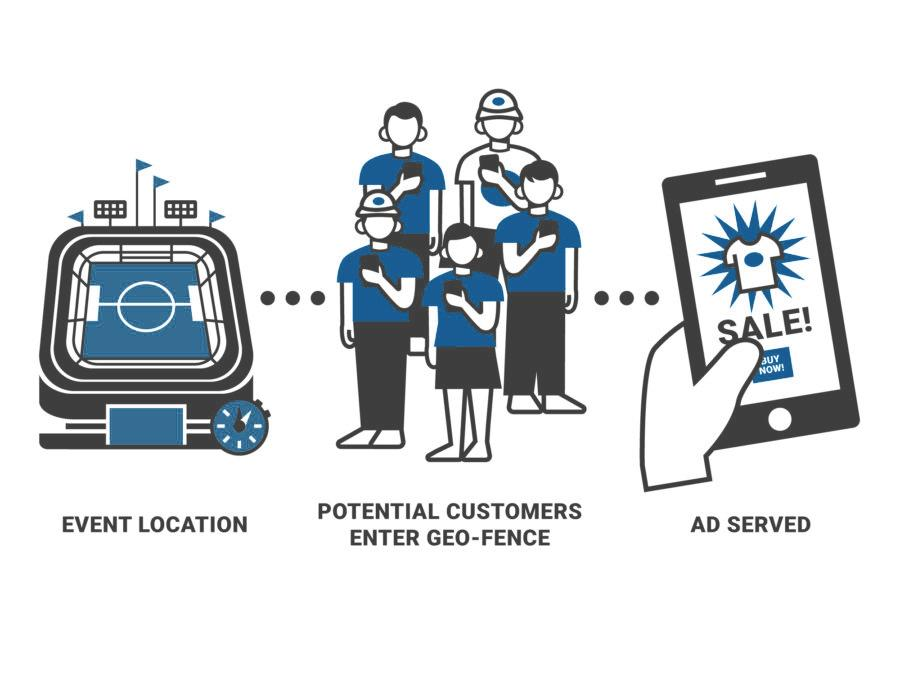 SALE!
BUY
NOW!
EVENT LOCATION
POTENTIAL CUSTOMERS
ENTER GEO-FENCE
AD SERVED